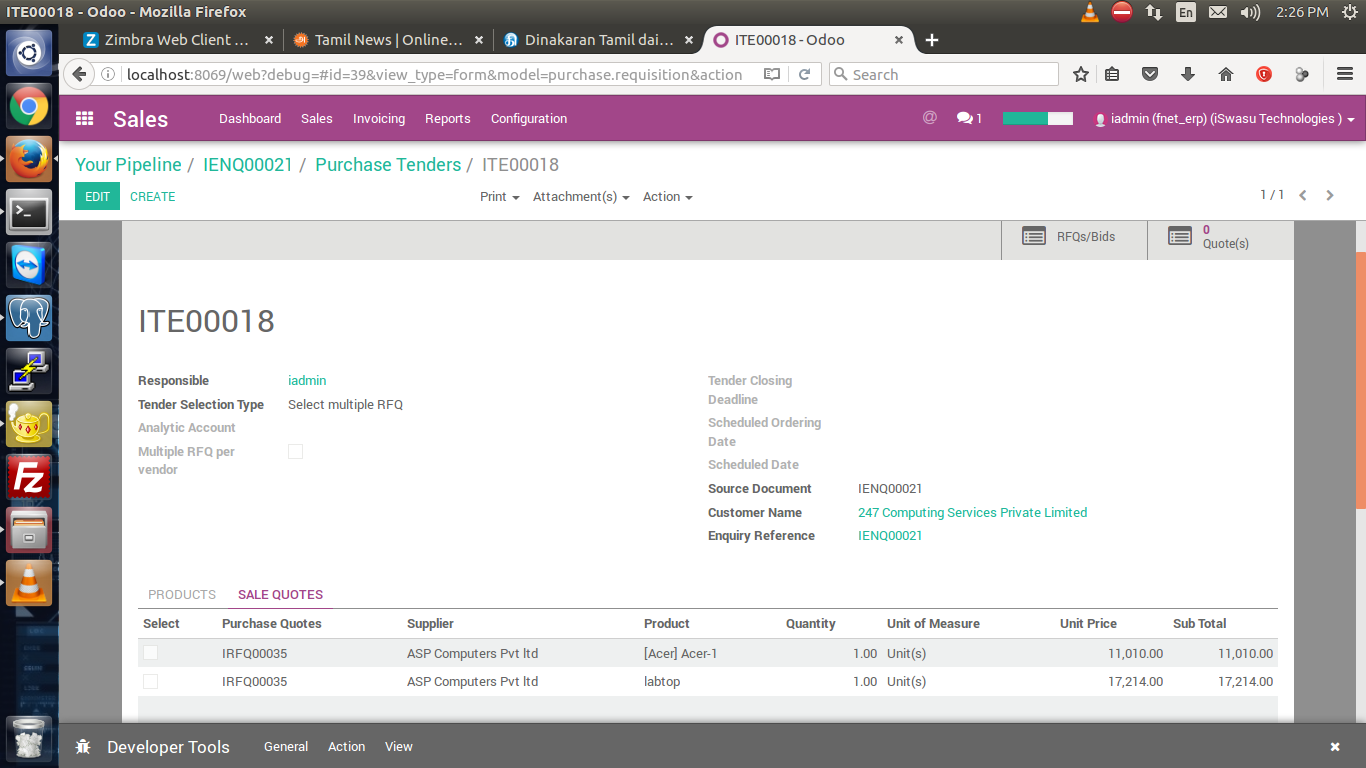 ITE00018 - Odoo - Mozilla Firefox
En
2:26 PM
Zimbra Web Client ...
Tamil News | Online...
Dinakaran Tamil dai...
ITE00018 - Odoo
localhost:8069/web?debug=#id=39&view_type=form&model=purchase.requisition&action
Search
Sales
Dashboard
Sales
Invoicing
Reports
Configuration
@
1
iadmin (fnet_erp) (iSwasu Technologies )
Your Pipeline / IENQ00021 / Purchase Tenders / ITE00018
EDIT
CREATE
Print
Attachment(s)
Action
1 / 1
RFQs/Bids
0
Quote(s)
ITE00018
Responsible iadmin
Tender Selection Type Select multiple RFQ
Analytic Account
Multiple RFQ per
vendor
Tender Closing
Deadline
Scheduled Ordering
Date
Scheduled Date
Source Document IENQ00021
Customer Name 247 Computing Services Private Limited
Enquiry Reference IENQ00021
PRODUCTS
SALE QUOTES
Select Purchase Quotes Supplier Product Quantity Unit of Measure Unit Price Sub Total
IRFQ00035 ASP Computers Pvt ltd [Acer] Acer-1 1.00 Unit(s) 11,010.00 11,010.00
IRFQ00035 ASP Computers Pvt ltd labtop 1.00 Unit(s) 17,214.00 17,214.00
Developer Tools
General
Action
View